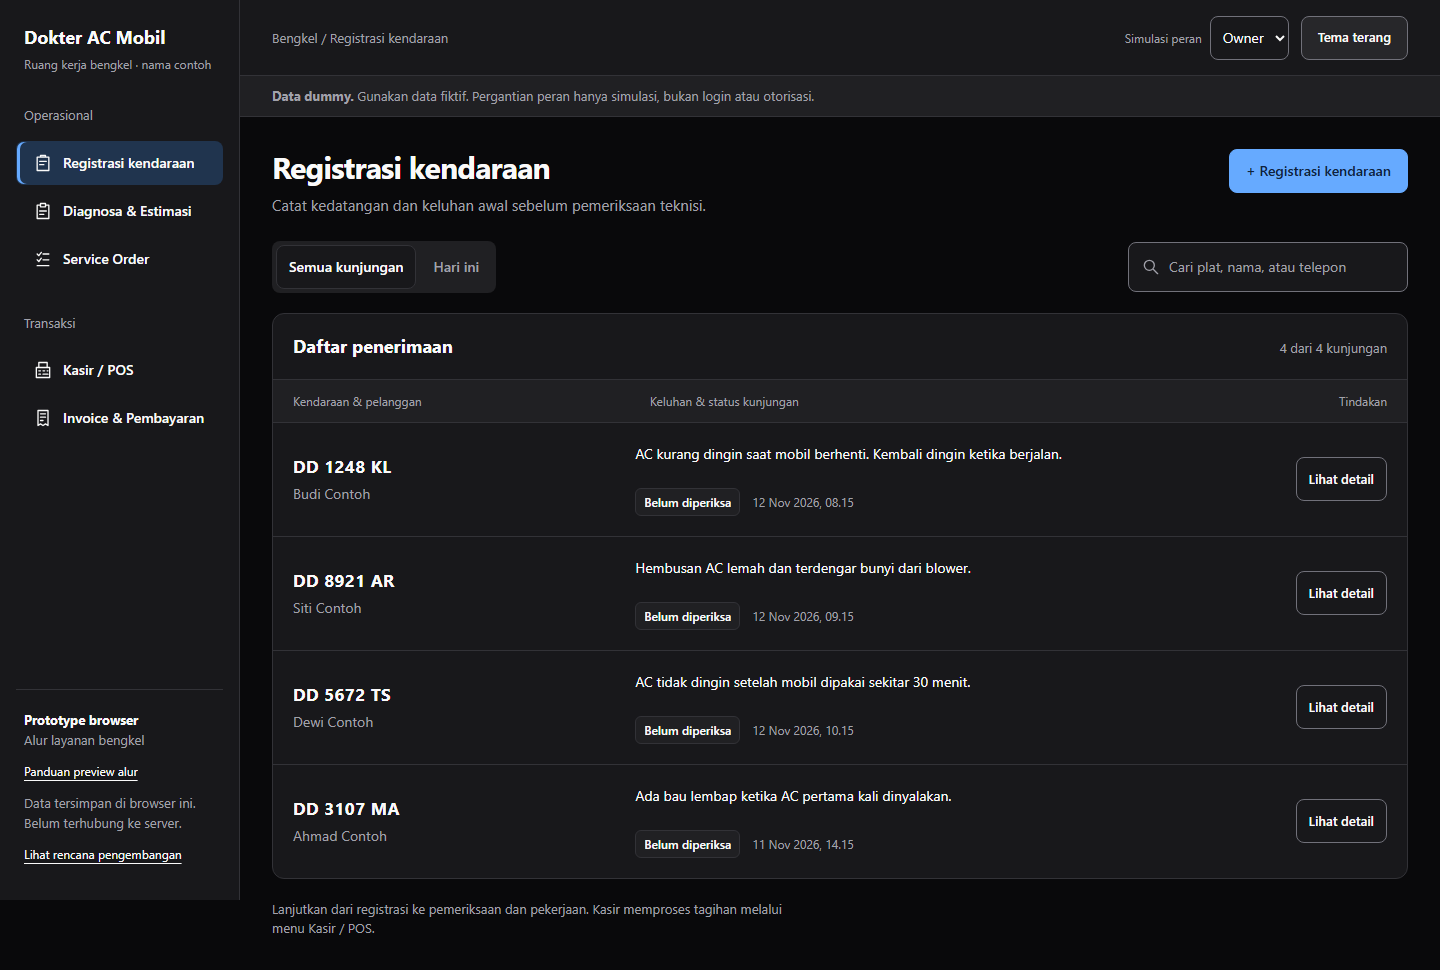 Dokter AC Mobil
Ruang kerja bengkel · nama contoh
Operasional
Registrasi kendaraan
Diagnosa & Estimasi
Service Order
Transaksi
Kasir / POS
Invoice & Pembayaran
Prototype browser
Alur layanan bengkel
Panduan preview alur
Data tersimpan di browser ini.
Belum terhubung ke server.
Lihat rencana pengembangan
Bengkel / Registrasi kendaraan
Simulasi peran
Owner
Tema terang
Data dummy. Gunakan data fiktif. Pergantian peran hanya simulasi, bukan login atau otorisasi.
Registrasi kendaraan
+ Registrasi kendaraan
Catat kedatangan dan keluhan awal sebelum pemeriksaan teknisi.
Semua kunjungan
Hari ini
Cari plat, nama, atau telepon
Daftar penerimaan
4 dari 4 kunjungan
Kendaraan & pelanggan
Keluhan & status kunjungan
Tindakan
DD 1248 KL
Budi Contoh
AC kurang dingin saat mobil berhenti. Kembali dingin ketika berjalan.
Belum diperiksa
12 Nov 2026, 08.15
Lihat detail
DD 8921 AR
Siti Contoh
Hembusan AC lemah dan terdengar bunyi dari blower.
Belum diperiksa
12 Nov 2026, 09.15
Lihat detail
DD 5672 TS
Dewi Contoh
AC tidak dingin setelah mobil dipakai sekitar 30 menit.
Belum diperiksa
12 Nov 2026, 10.15
Lihat detail
DD 3107 MA
Ahmad Contoh
Ada bau lembap ketika AC pertama kali dinyalakan.
Belum diperiksa
11 Nov 2026, 14.15
Lihat detail
Lanjutkan dari registrasi ke pemeriksaan dan pekerjaan. Kasir memproses tagihan melalui
menu Kasir / POS.